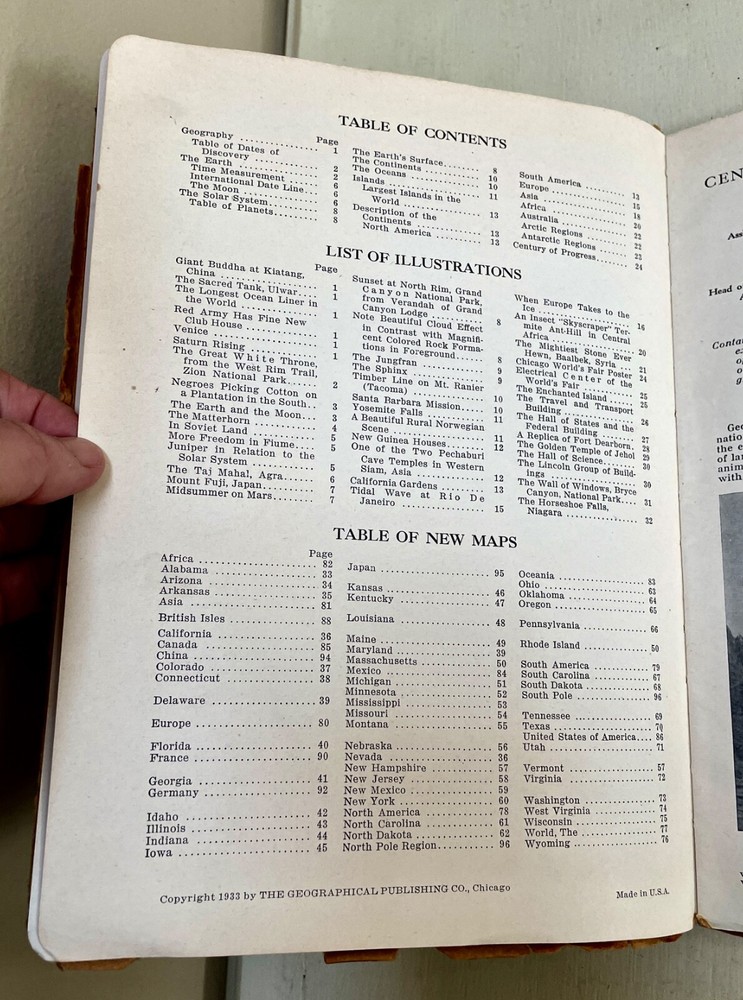 TABLE OF CONTENTS
Page
Geography ................ 1
Table of Dates of
Discovery ............. 2
The Earth ................ 2
Time Measurement ...... 6
International Date Line... 6
The Moon ............... 6
The Solar System.......... 8
Table of Planets......... 8
The Earth's Surface........ 8
The Continents ........... 10
The Oceans .............. 10
Islands ................... 11
Largest Islands in the
World .................. 13
Description of the
Continents ............. 13
North America .......... 13
South America .......... 13
Europe ................. 15
Asia ................... 18
Africa .................. 20
Australia ............... 22
Arctic Regions ......... 22
Antarctic Regions ....... 23
Century of Progress....... 24
LIST OF ILLUSTRATIONS
Page
Giant Buddha at Kiatang,
China ................... 1
The Sacred Tank, Ulwar.... 1
The Longest Ocean Liner in
the World ............... 1
Red Army Has Fine New
Club House .............. 1
Venice .................... 1
Saturn Rising ............. 1
The Great White Throne,
from the West Rim Trail,
Zion National Park...... 2
Negroes Picking Cotton on
a Plantation in the South.. 3
The Earth and the Moon... 3
The Matterhorn ........... 4
In Soviet Land ............ 5
More Freedom in Fiume.... 5
Juniper in Relation to the
Solar System ............ 5
The Taj Mahal, Agra....... 6
Mount Fuji, Japan......... 7
Midsummer on Mars........ 7
Sunset at North Rim, Grand
Canyon National Park,
from Verandah of Grand
Canyon Lodge ........... 8
Note Beautiful Cloud Effect
in Contrast with Magnifi-
cent Colored Rock Forma-
tions in Foreground...... 8
The Jungfrau ............. 9
The Sphinx ............... 9
Timber Line on Mt. Ranier
(Tacoma) ............... 10
Santa Barbara Mission..... 10
Yosemite Falls ............ 11
A Beautiful Rural Norwegian
Scene ................... 11
New Guinea Houses........ 12
One of the Two Pechaburi
Cave Temples in Western
Siam, Asia .............. 12
California Gardens ........ 13
Tidal Wave at Rio De
Janeiro ................. 15
When Europe Takes to the
Ice ..................... 16
An Insect "Skyscraper" Ter-
mite Ant-Hill in Central
Africa .................. 20
The Mightiest Stone Ever
Hewn, Baalbek, Syria.... 21
Chicago World's Fair Poster 24
Electrical Center of the
World's Fair ............ 25
The Enchanted Island ..... 25
The Travel and Transport
Building ................ 26
The Hall of States and the
Federal Building ........ 27
A Replica of Fort Dearborn, 28
The Golden Temple of Jehol 29
The Hall of Science........ 30
The Lincoln Group of Build-
ings .................... 30
The Wall of Windows, Bryce
Canyon, National Park.... 31
The Horseshoe Falls,
Niagara ................. 32
TABLE OF NEW MAPS
Page
Africa .................... 82
Alabama .................. 33
Arizona .................. 34
Arkansas ................. 35
Asia ..................... 81
British Isles .............. 88
California ................ 36
Canada ................... 85
China .................... 94
Colorado ................. 37
Connecticut .............. 38
Delaware ................. 39
Europe ................... 80
Florida .................. 40
France ................... 90
Georgia .................. 41
Germany ................. 92
Idaho .................... 42
Illinois ................... 43
Indiana .................. 44
Iowa ..................... 45
Japan .................... 95
Kansas ................... 46
Kentucky ................ 47
Louisiana ................ 48
Maine .................... 49
Maryland ................. 39
Massachusetts ............ 50
Mexico ................... 84
Michigan ................. 51
Minnesota ................ 52
Mississippi ............... 53
Missouri ................. 54
Montana ................. 55
Nebraska ................. 56
Nevada ................... 36
New Hampshire ........... 57
New Jersey ............... 58
New Mexico .............. 59
New York ................ 60
North America ........... 78
North Carolina ........... 61
North Dakota ............. 62
North Pole Region......... 96
Oceania .................. 83
Ohio ..................... 63
Oklahoma ................ 64
Oregon ................... 65
Pennsylvania ............. 66
Rhode Island ............. 50
South America ............ 79
South Carolina ............ 67
South Dakota ............. 68
South Pole ............... 96
Tennessee ................ 69
Texas .................... 70
United States of America.... 86
Utah ..................... 71
Vermont .................. 57
Virginia .................. 72
Washington ............... 73
West Virginia ............. 74
Wisconsin ................ 75
World, The ............... 77
Wyoming ................. 76
Copyright 1933 by THE GEOGRAPHICAL PUBLISHING CO., Chicago
Made in U.S.A.
CEN
Ass
Head o
Geo
natio
the e
of lan
anim
with